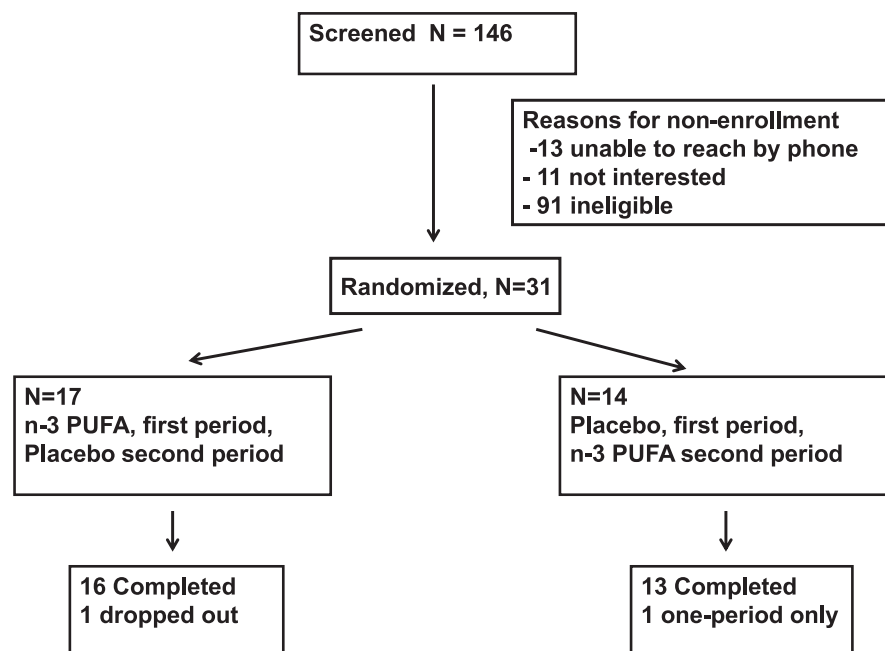 Screened N = 146
Reasons for non-enrollment
-13 unable to reach by phone
- 11 not interested
- 91 ineligible
Randomized, N=31
N=17
n-3 PUFA, first period,
Placebo second period
N=14
Placebo, first period,
n-3 PUFA second period
16 Completed
1 dropped out
13 Completed
1 one-period only